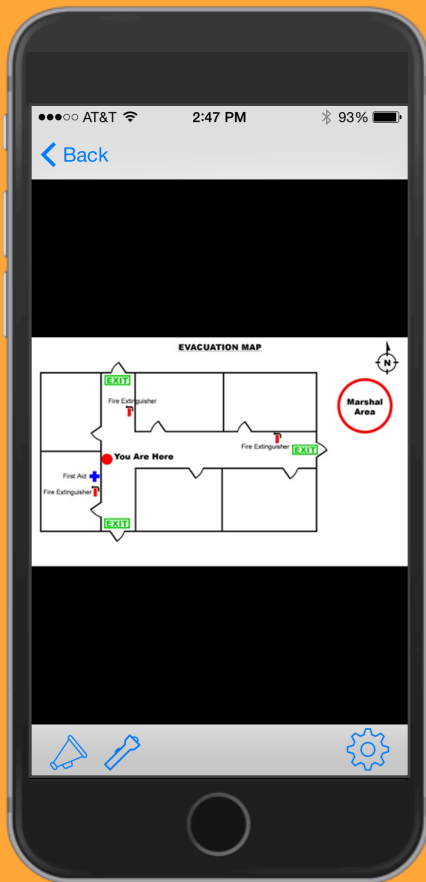 AT&T 2:47 PM 93%
Back
EVACUATION MAP
N
EXIT
Fire Extinguisher
Marshal
Area
You Are Here
Fire Extinguisher EXIT
First Aid
Fire Extinguisher
EXIT